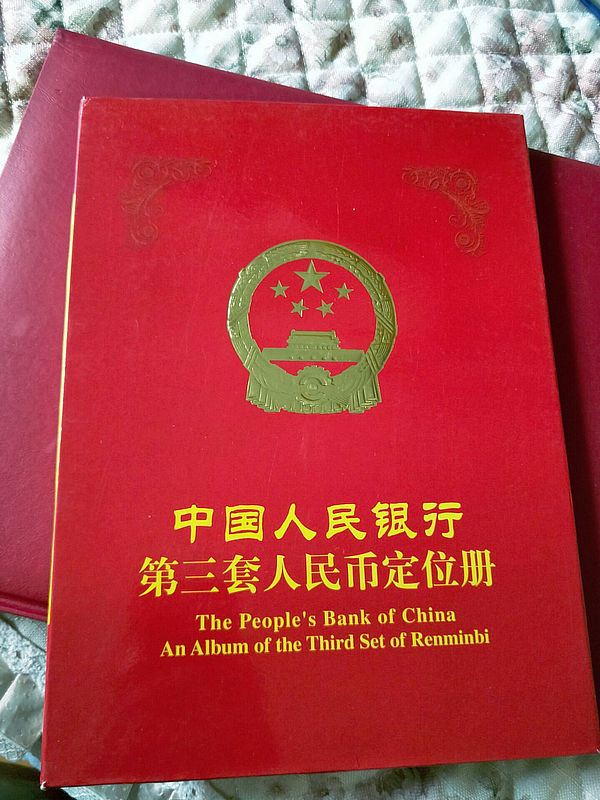 中国人民银行
第三套人民币定位册
The People's Bank of China
An Album of the Third Set of Renminbi